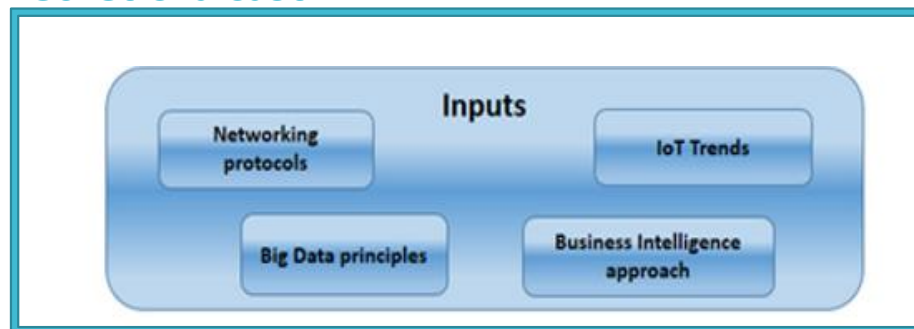 Inputs
Networking
protocols
IoT Trends
Big Data principles
Business Intelligence
approach